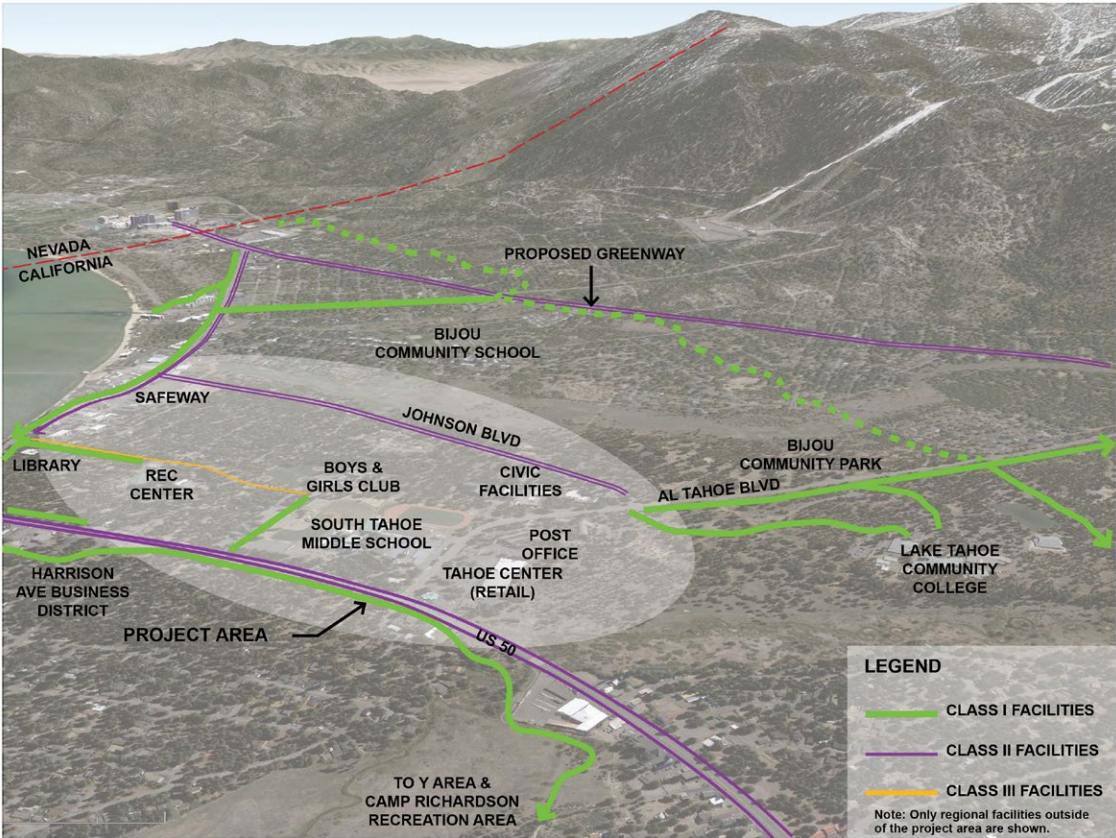 NEVADA
CALIFORNIA
PROPOSED GREENWAY
BIJOU
COMMUNITY SCHOOL
SAFEWAY
JOHNSON BLVD
LIBRARY
REC
CENTER
BOYS &
GIRLS CLUB
CIVIC
FACILITIES
BIJOU
COMMUNITY PARK
AL TAHOE BLVD
SOUTH TAHOE
MIDDLE SCHOOL
POST
OFFICE
TAHOE CENTER
(RETAIL)
LAKE TAHOE
COMMUNITY
COLLEGE
HARRISON
AVE BUSINESS
DISTRICT
PROJECT AREA
US 50
TO Y AREA &
CAMP RICHARDSON
RECREATION AREA
LEGEND
CLASS I FACILITIES
CLASS II FACILITIES
CLASS III FACILITIES
Note: Only regional facilities outside
of the project area are shown.